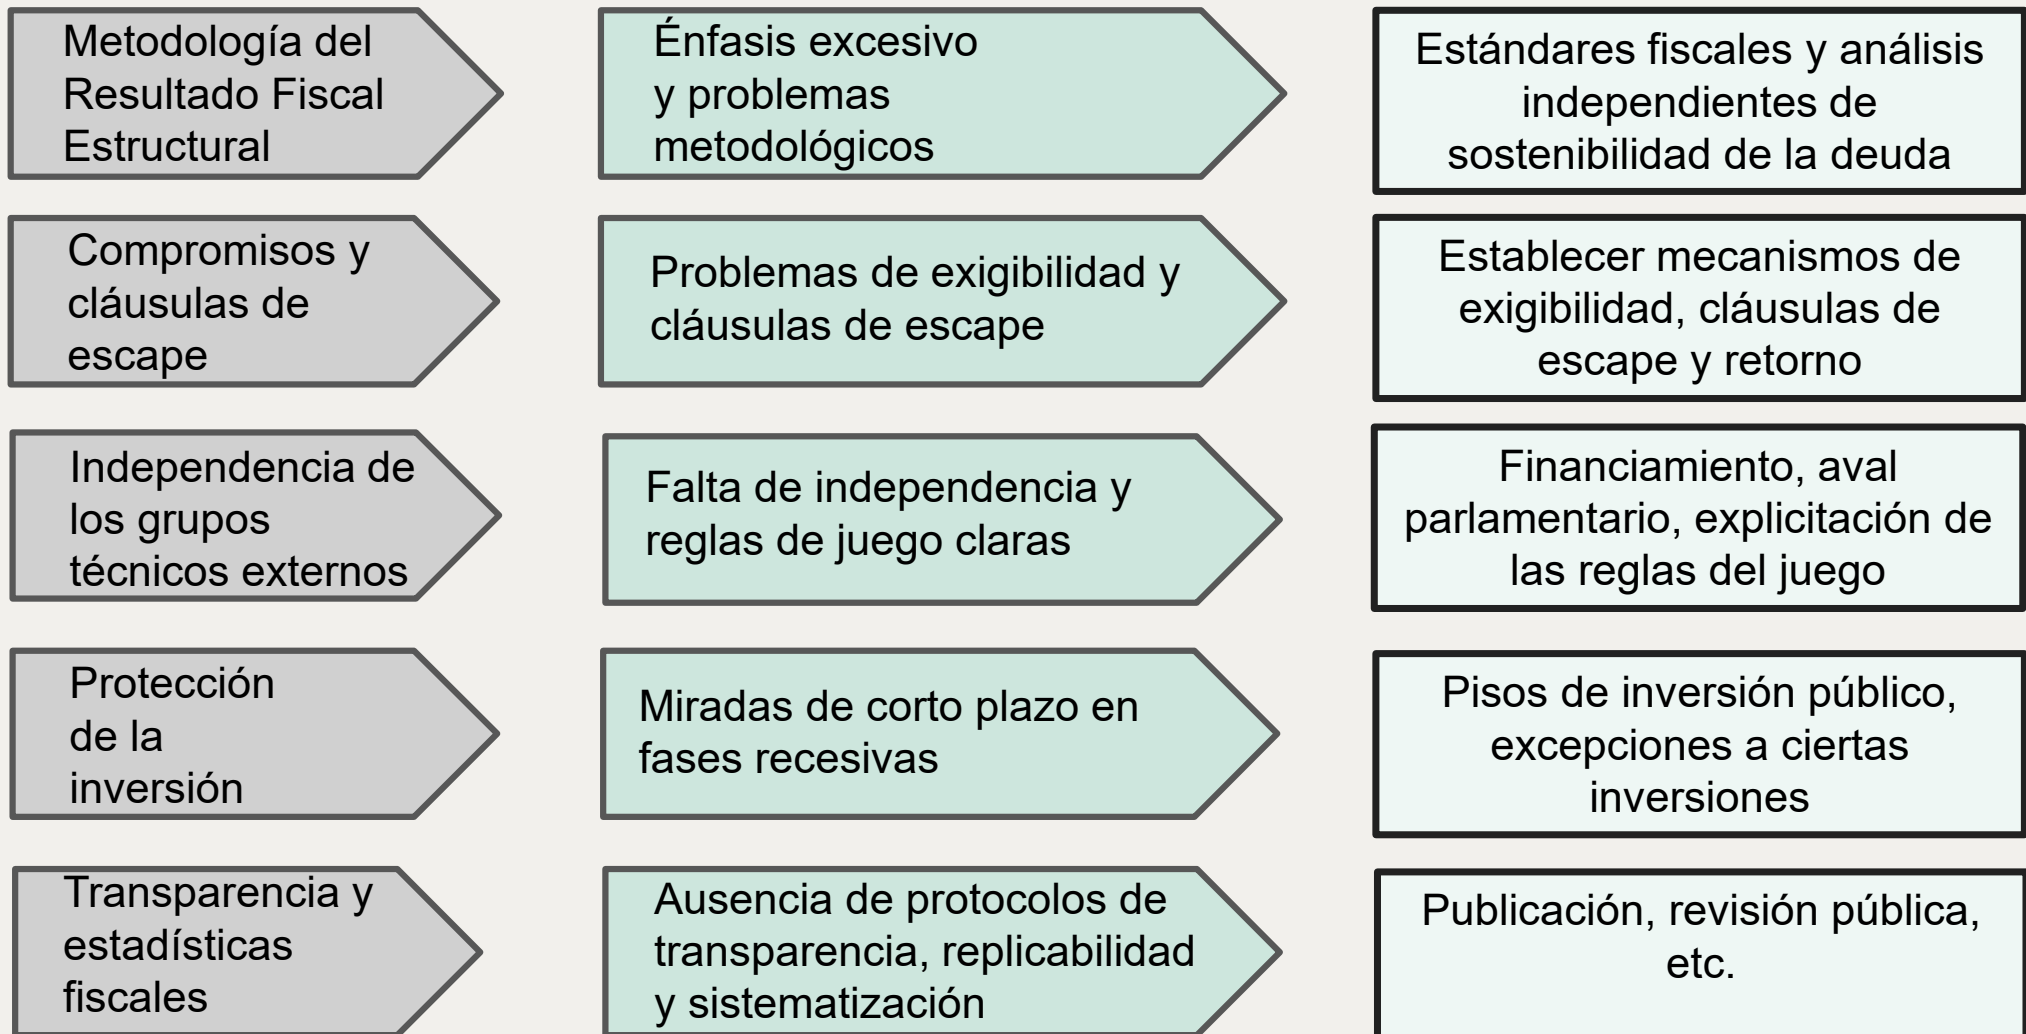 Metodología del
Resultado Fiscal
Estructural
Énfasis excesivo
y problemas
metodológicos
Estándares fiscales y análisis
independientes de
sostenibilidad de la deuda
Compromisos y
cláusulas de
escape
Problemas de exigibilidad y
cláusulas de escape
Establecer mecanismos de
exigibilidad, cláusulas de
escape y retorno
Independencia de
los grupos
técnicos externos
Falta de independencia y
reglas de juego claras
Financiamiento, aval
parlamentario, explicitación de
las reglas del juego
Protección
de la
inversión
Miradas de corto plazo en
fases recesivas
Pisos de inversión público,
excepciones a ciertas
inversiones
Transparencia y
estadísticas
fiscales
Ausencia de protocolos de
transparencia, replicabilidad
y sistematización
Publicación, revisión pública,
etc.